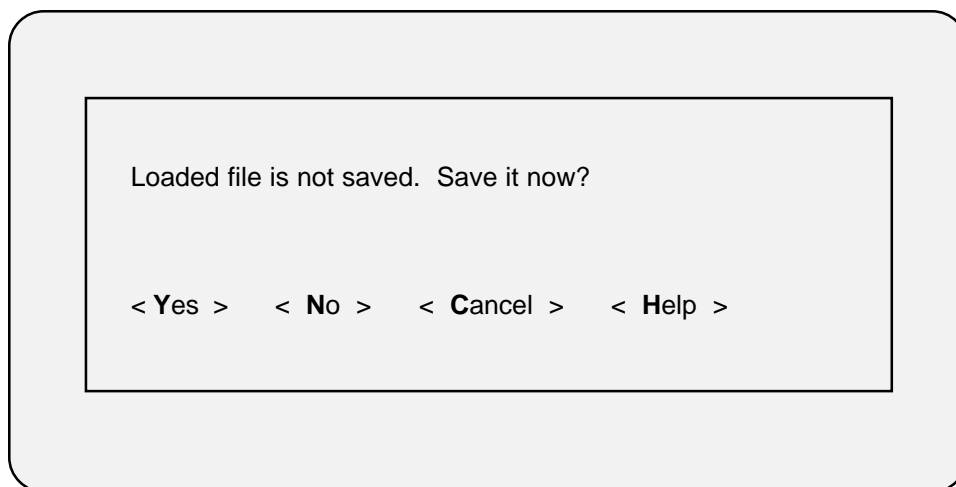 Loaded file is not saved.  Save it now?
< Yes >  < No >  < Cancel >  < Help >